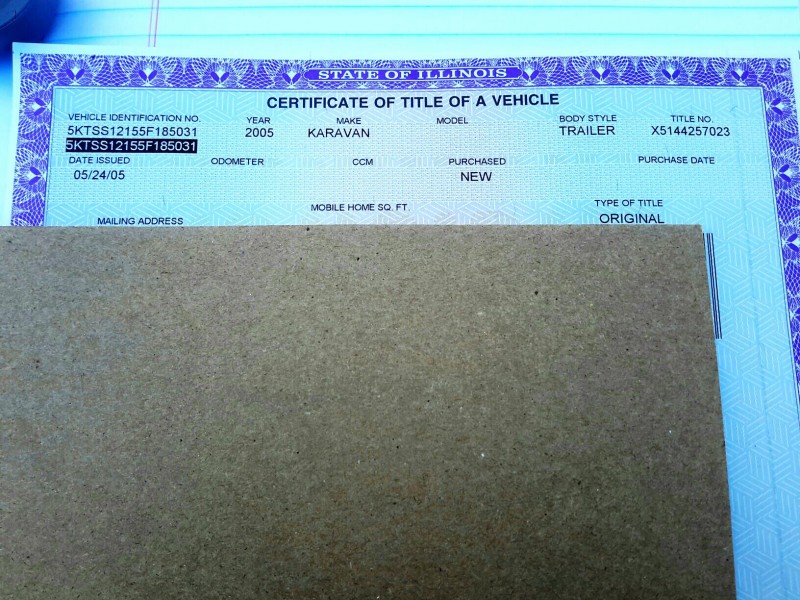 STATE OF ILLINOIS
CERTIFICATE OF TITLE OF A VEHICLE
VEHICLE IDENTIFICATION NO. YEAR MAKE MODEL BODY STYLE TITLE NO.
5KTSS12155F185031 2005 KARAVAN TRAILER X5144257023
5KTSS12155F185031
DATE ISSUED ODOMETER CCM PURCHASED PURCHASE DATE
05/24/05 NEW
MOBILE HOME SQ. FT. TYPE OF TITLE
MAILING ADDRESS ORIGINAL